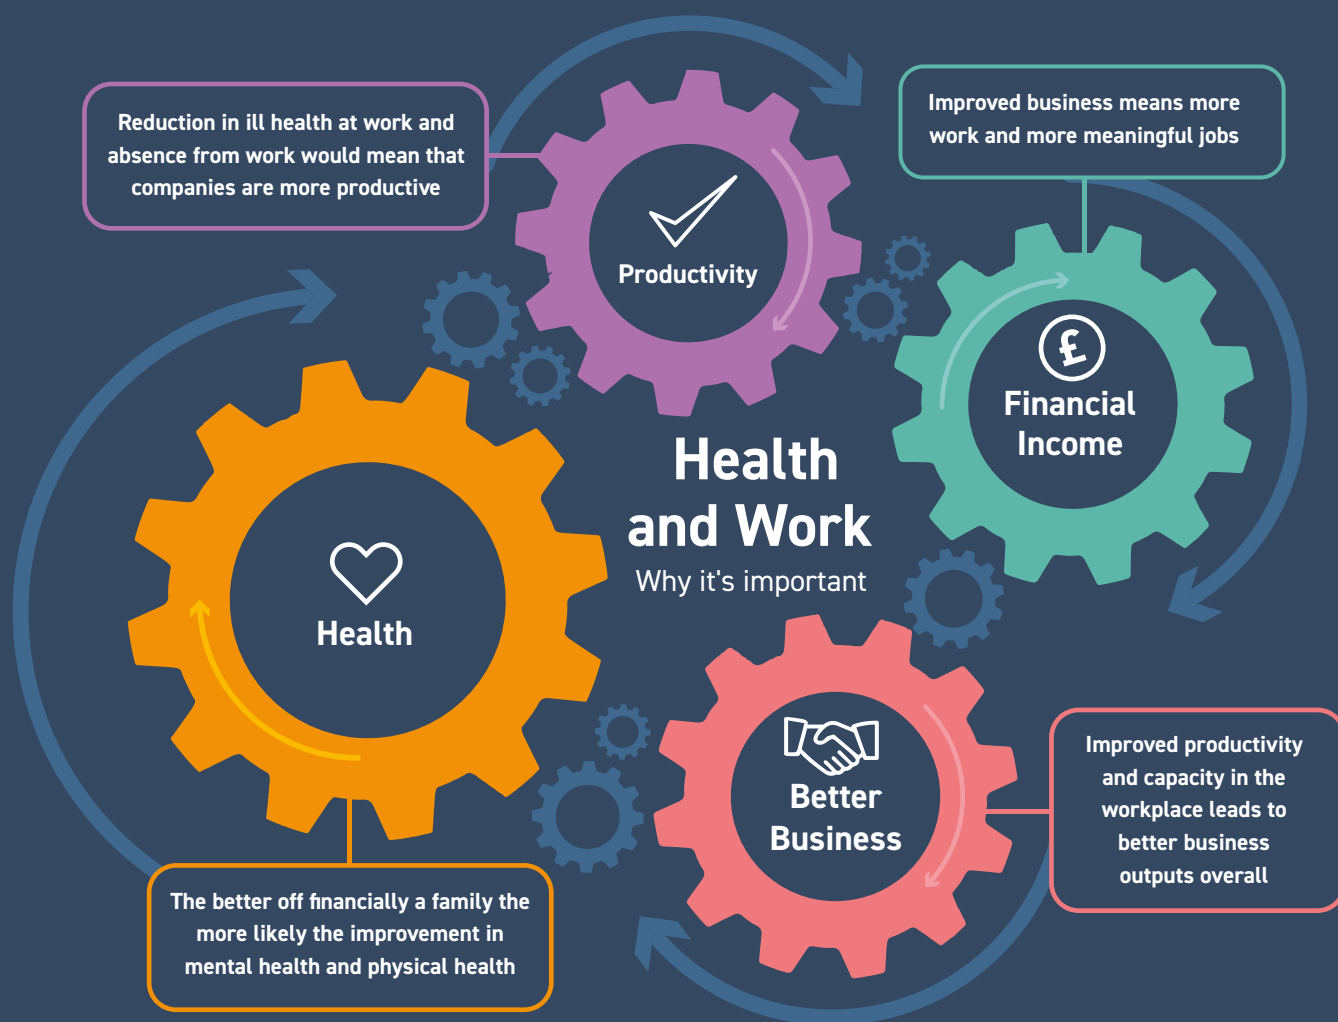 Reduction in ill health at work and
absence from work would mean that
companies are more productive
Productivity
Improved business means more
work and more meaningful jobs
£
Financial
Income
Health
and Work
Why it's important
Health
Better
Business
Improved productivity
and capacity in the
workplace leads to
better business
outputs overall
The better off financially a family the
more likely the improvement in
mental health and physical health